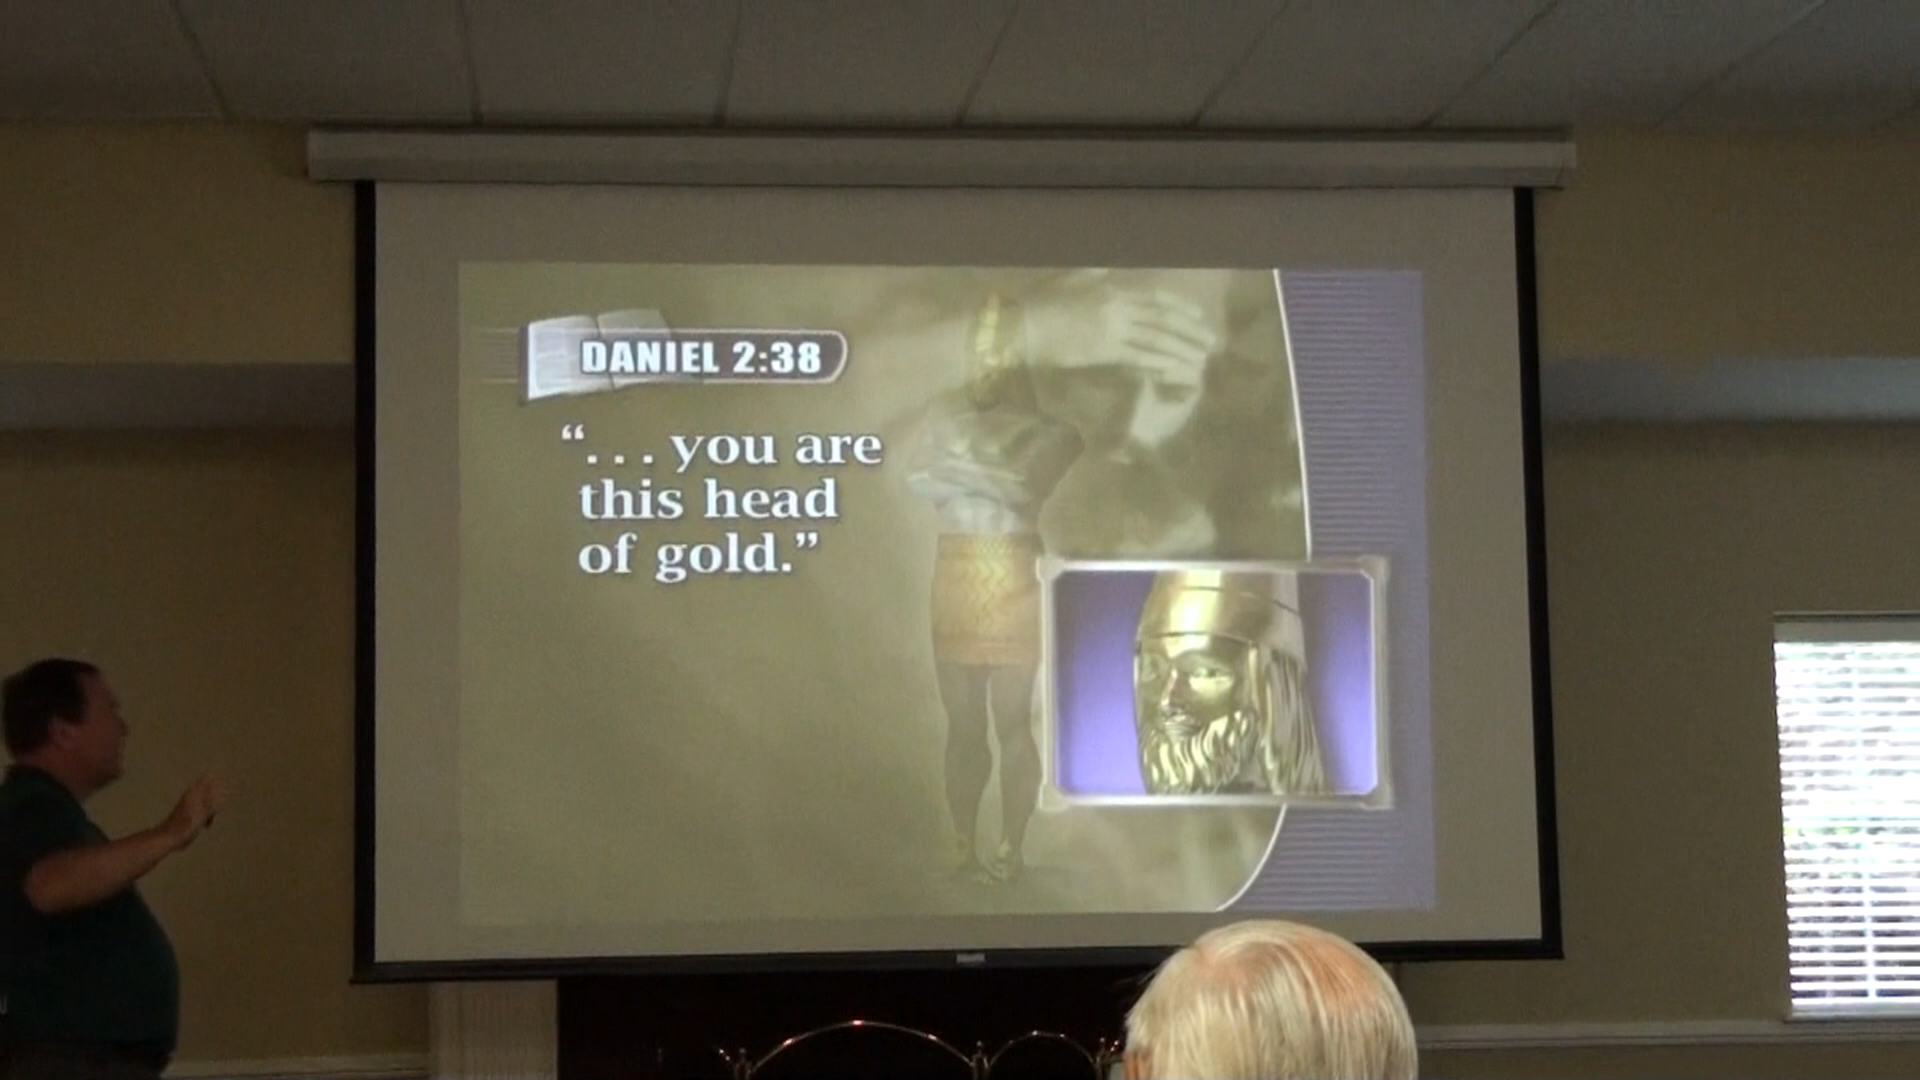 DANIEL 2:38
“. . . you are
this head
of gold.”